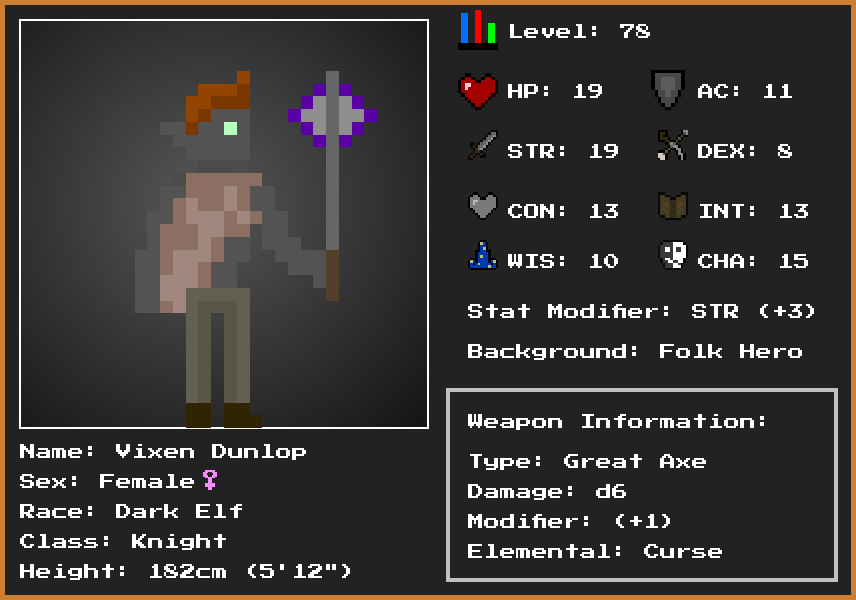 Level: 78
HP: 19
AC: 11
STR: 19
DEX: 8
CON: 13
INT: 13
WIS: 10
CHA: 15
Stat Modifier: STR (+3)
Background: Folk Hero
Weapon Information:
Type: Great Axe
Damage: d6
Modifier: (+1)
Elemental: Curse
Name: Vixen Dunlop
Sex: Female♀
Race: Dark Elf
Class: Knight
Height: 182cm (5'12")